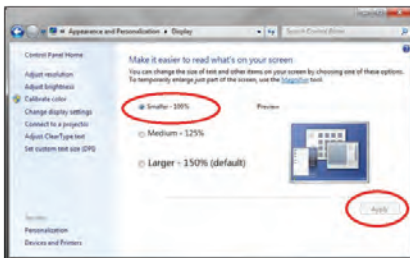 « Appearance and Personalization ▸ Display
Search Control Panel
Control Panel Home
Adjust resolution
Adjust brightness
Calibrate color
Change display settings
Connect to a projector
Adjust ClearType text
Set custom text size (DPI)
See also
Personalization
Devices and Printers
Make it easier to read what's on your screen
You can change the size of text and other items on your screen by choosing one of these options.
To temporarily enlarge just part of the screen, use the Magnifier tool.
Smaller - 100%
Preview
Medium - 125%
Larger - 150% (default)
Apply